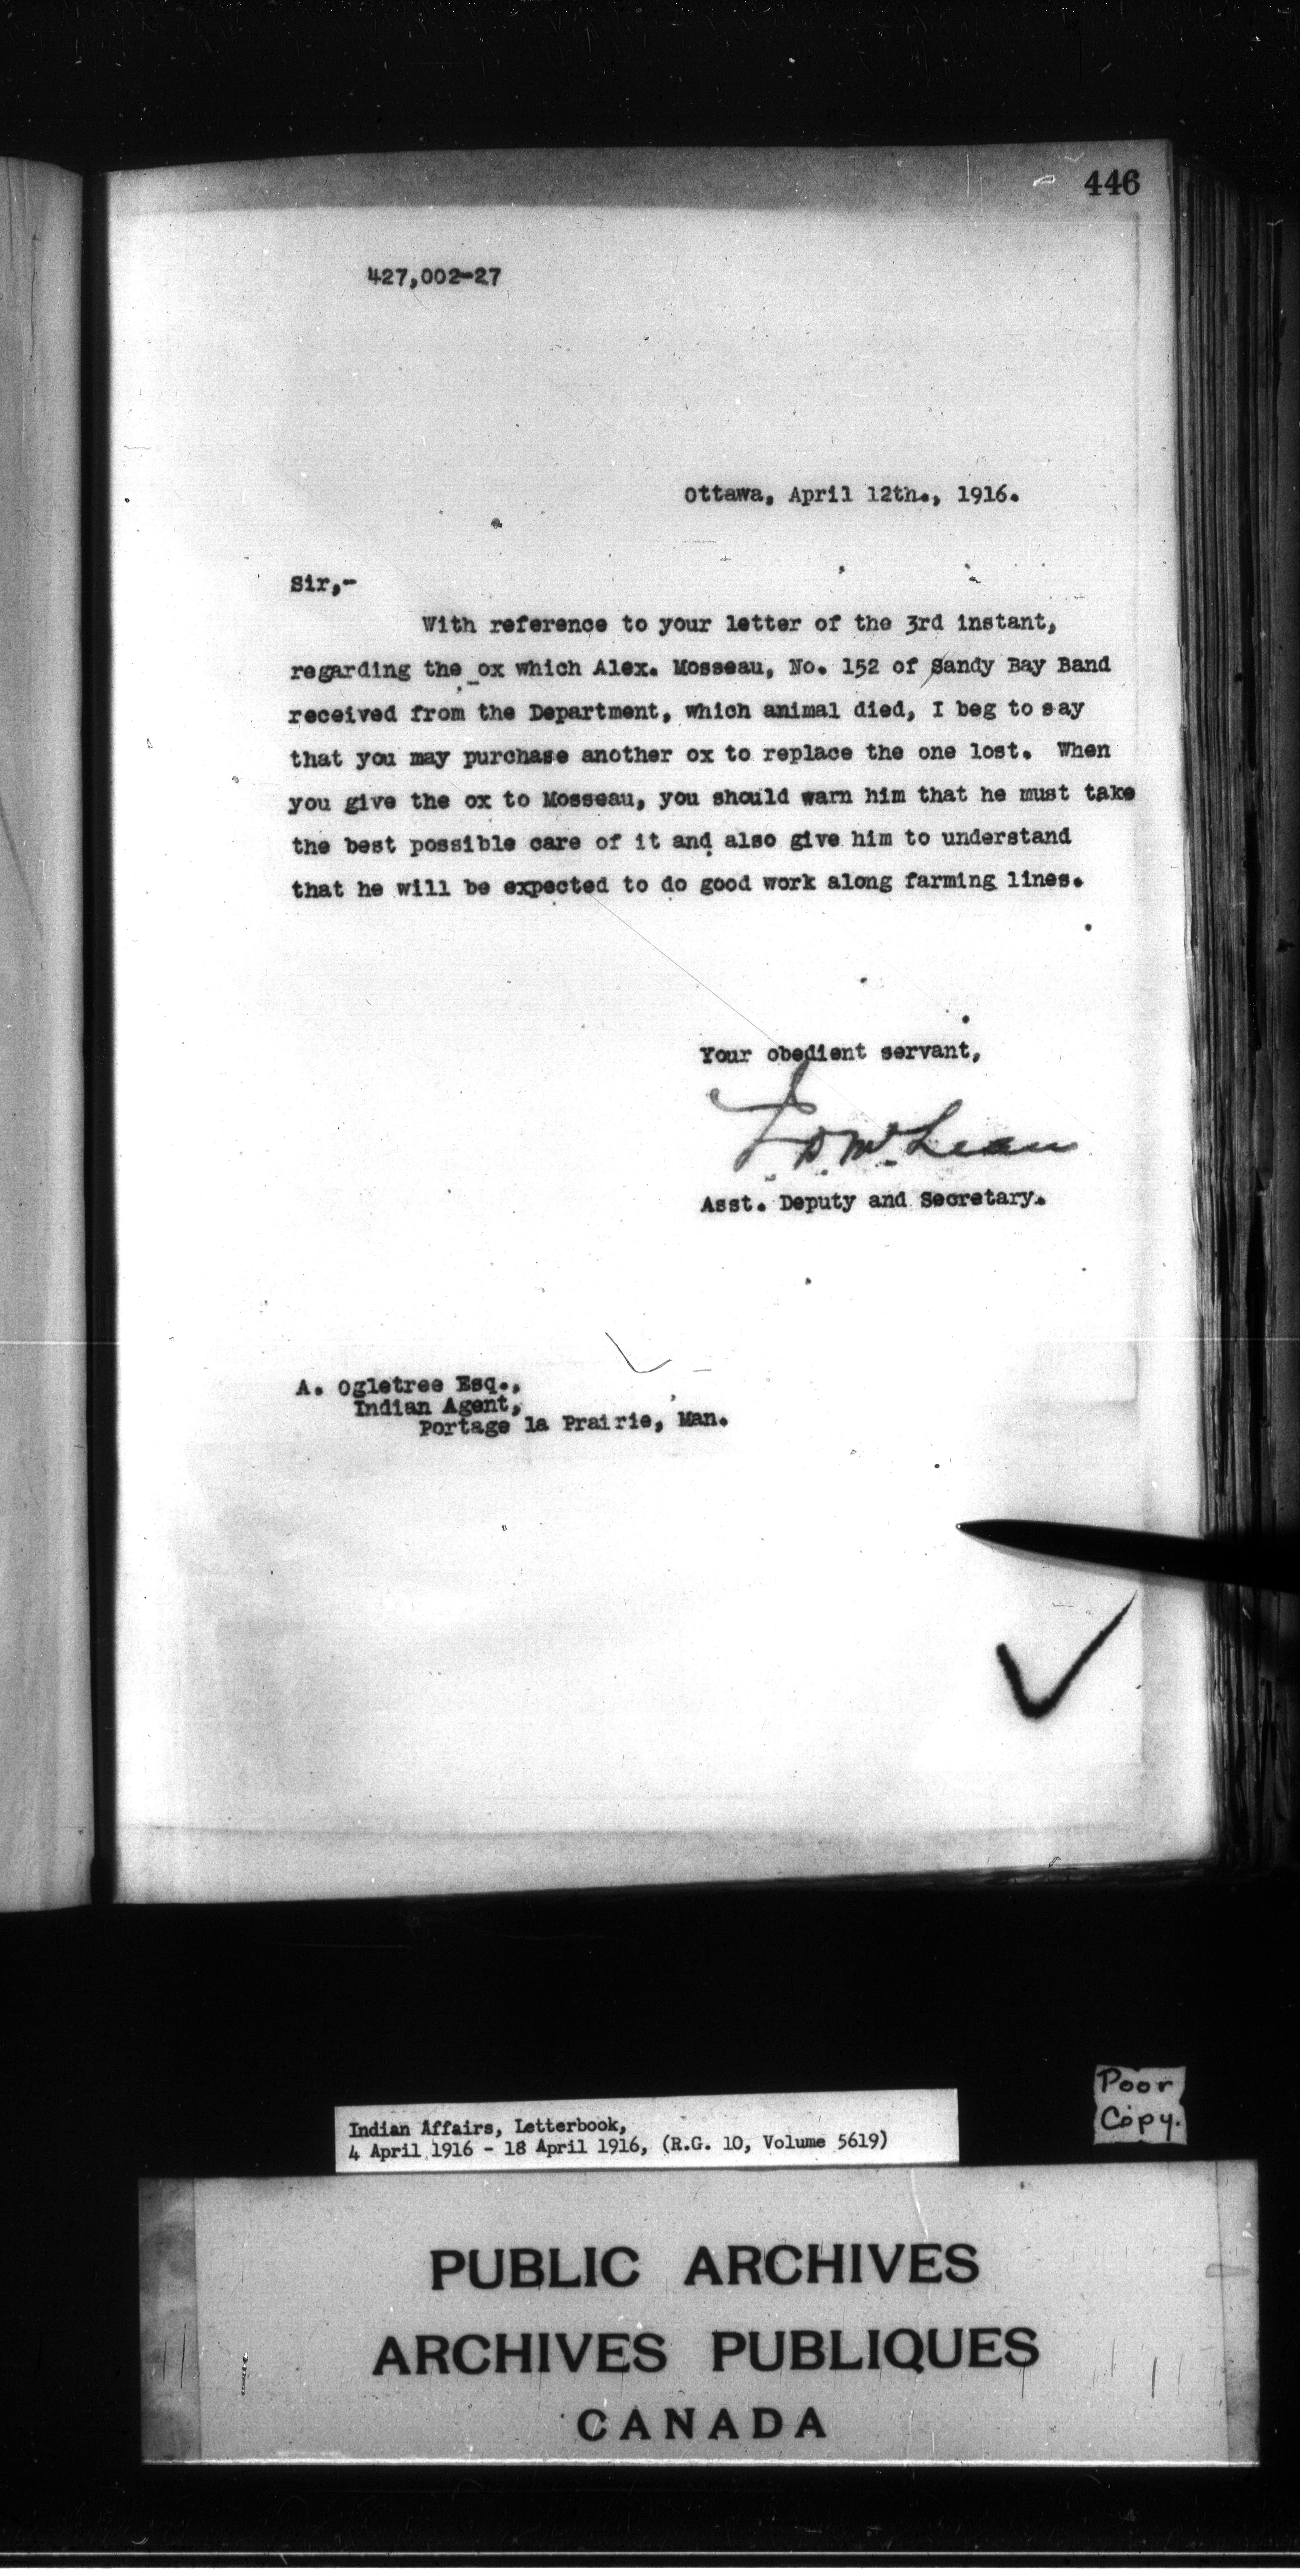 446
427,002-27
Ottawa, April 12th., 1916.
Sir,-
With reference to your letter of the 3rd instant,
regarding the ox which Alex. Mosseau, No. 152 of Sandy Bay Band
received from the Department, which animal died, I beg to say
that you may purchase another ox to replace the one lost. When
you give the ox to Mosseau, you should warn him that he must take
the best possible care of it and also give him to understand
that he will be expected to do good work along farming lines.
Your obedient servant,
J. D. McLean
Asst. Deputy and Secretary.
A. Ogletree Esq.,
Indian Agent,
Portage la Prairie, Man.
Poor
Copy.
Indian Affairs, Letterbook,
4 April 1916 - 18 April 1916, (R.G. 10, Volume 5619)
PUBLIC ARCHIVES
ARCHIVES PUBLIQUES
CANADA